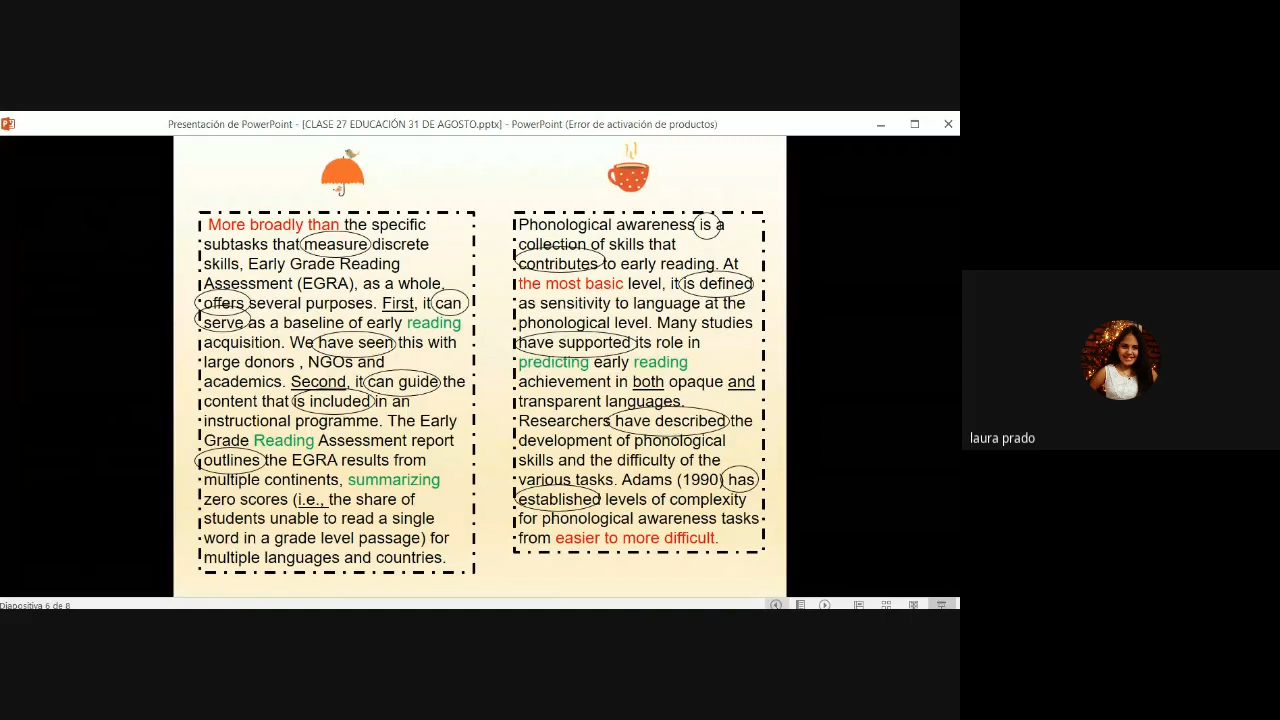 Presentación de PowerPoint - [CLASE 27 EDUCACIÓN 31 DE AGOSTO.pptx] - PowerPoint (Error de activación de productos)
More broadly than the specific
subtasks that measure discrete
skills, Early Grade Reading
Assessment (EGRA), as a whole,
offers several purposes. First, it can
serve as a baseline of early reading
acquisition. We have seen this with
large donors , NGOs and
academics. Second, it can guide the
content that is included in an
instructional programme. The Early
Grade Reading Assessment report
outlines the EGRA results from
multiple continents, summarizing
zero scores (i.e., the share of
students unable to read a single
word in a grade level passage) for
multiple languages and countries.
Phonological awareness is a
collection of skills that
contributes to early reading. At
the most basic level, it is defined
as sensitivity to language at the
phonological level. Many studies
have supported its role in
predicting early reading
achievement in both opaque and
transparent languages.
Researchers have described the
development of phonological
skills and the difficulty of the
various tasks. Adams (1990) has
established levels of complexity
for phonological awareness tasks
from easier to more difficult.
laura prado
Diapositiva 6 de 8